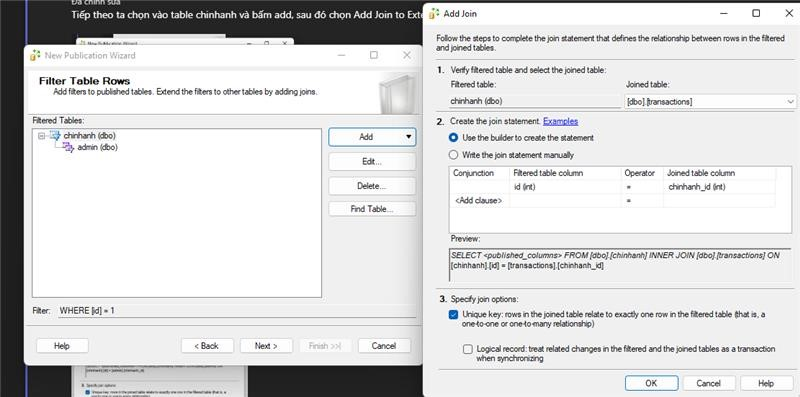 Đã chỉnh sửa
Tiếp theo ta chọn vào table chinhanh và bấm add, sau đó chọn Add Join to Exte
New Publication Wizard
New Publication Wizard
Filter Table Rows
Add filters to published tables. Extend the filters to other tables by adding joins.
Filtered Tables:
chinhanh (dbo)
admin (dbo)
Add
Edit...
Delete...
Find Table...
Filter: WHERE [id] = 1
Help
< Back
Next >
Finish >>|
Cancel
3. Specify join options:
Unique key: rows in the joined table relate to exactly one row in the filtered table (that is, a
one-to-one or one-to-many relationship)
Add Join
Follow the steps to complete the join statement that defines the relationship between rows in the filtered
and joined tables.
1. Verify filtered table and select the joined table:
Filtered table: Joined table:
chinhanh (dbo) [dbo].[transactions]
2. Create the join statement. Examples
Use the builder to create the statement
Write the join statement manually
Conjunction Filtered table column Operator Joined table column
id (int) = chinhanh_id (int)
<Add clause> =
Preview:
SELECT <published_columns> FROM [dbo].[chinhanh] INNER JOIN [dbo].[transactions] ON
[chinhanh].[id] = [transactions].[chinhanh_id]
3. Specify join options:
Unique key: rows in the joined table relate to exactly one row in the filtered table (that is, a
one-to-one or one-to-many relationship)
Logical record: treat related changes in the filtered and the joined tables as a transaction
when synchronizing
OK
Cancel
Help